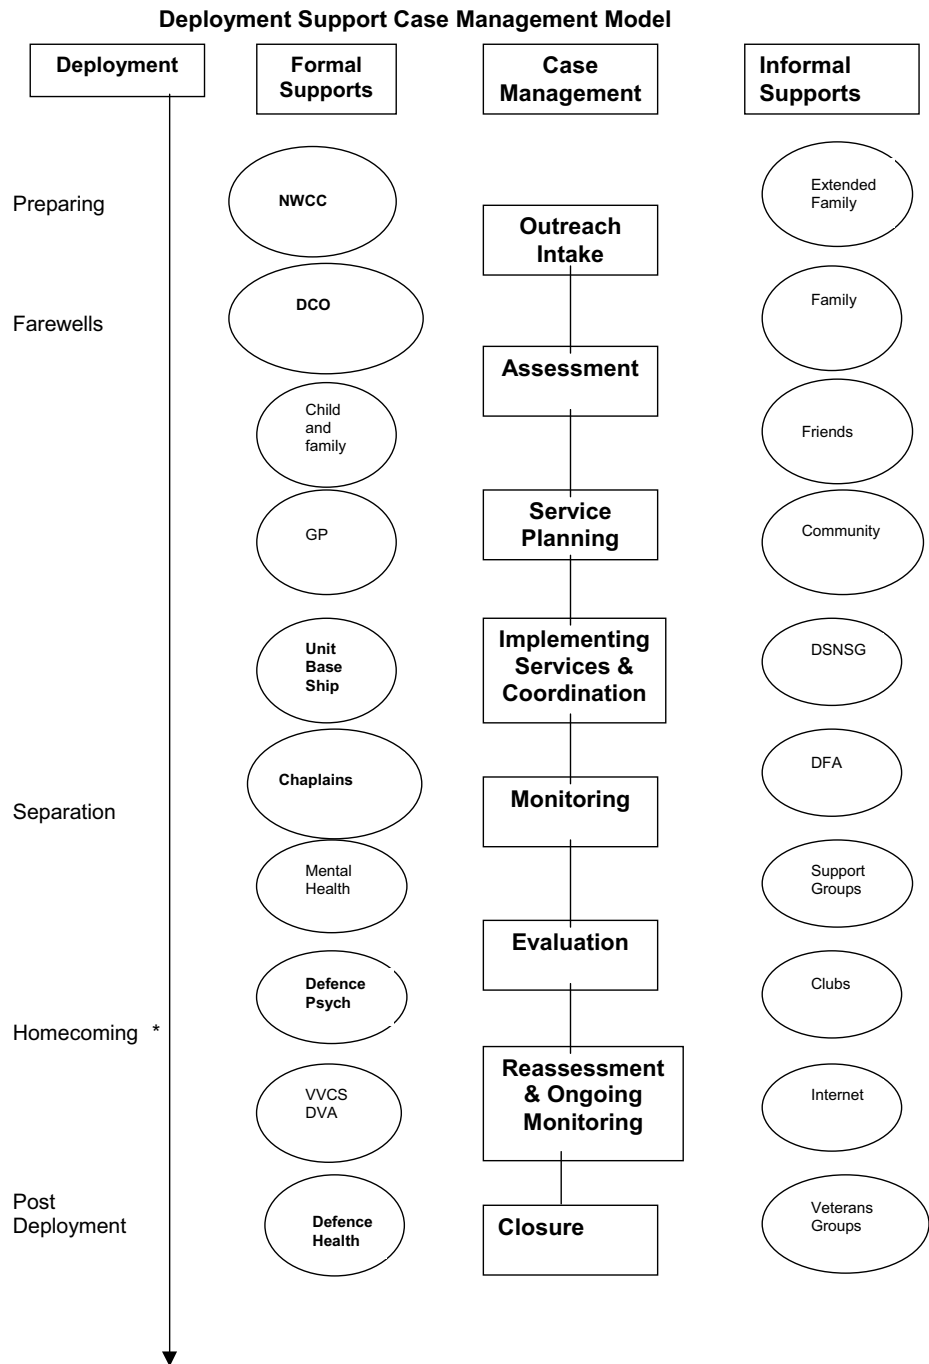 Deployment Support Case Management Model
Deployment
Formal
Supports
Case
Management
Informal
Supports
Preparing
Farewells
Separation
Homecoming *
Post
Deployment
NWCC
DCO
Child
and
family
GP
Unit
Base
Ship
Chaplains
Mental
Health
Defence
Psych
VVCS
DVA
Defence
Health
Outreach
Intake
Assessment
Service
Planning
Implementing
Services &
Coordination
Monitoring
Evaluation
Reassessment
& Ongoing
Monitoring
Closure
Extended
Family
Family
Friends
Community
DSNSG
DFA
Support
Groups
Clubs
Internet
Veterans
Groups